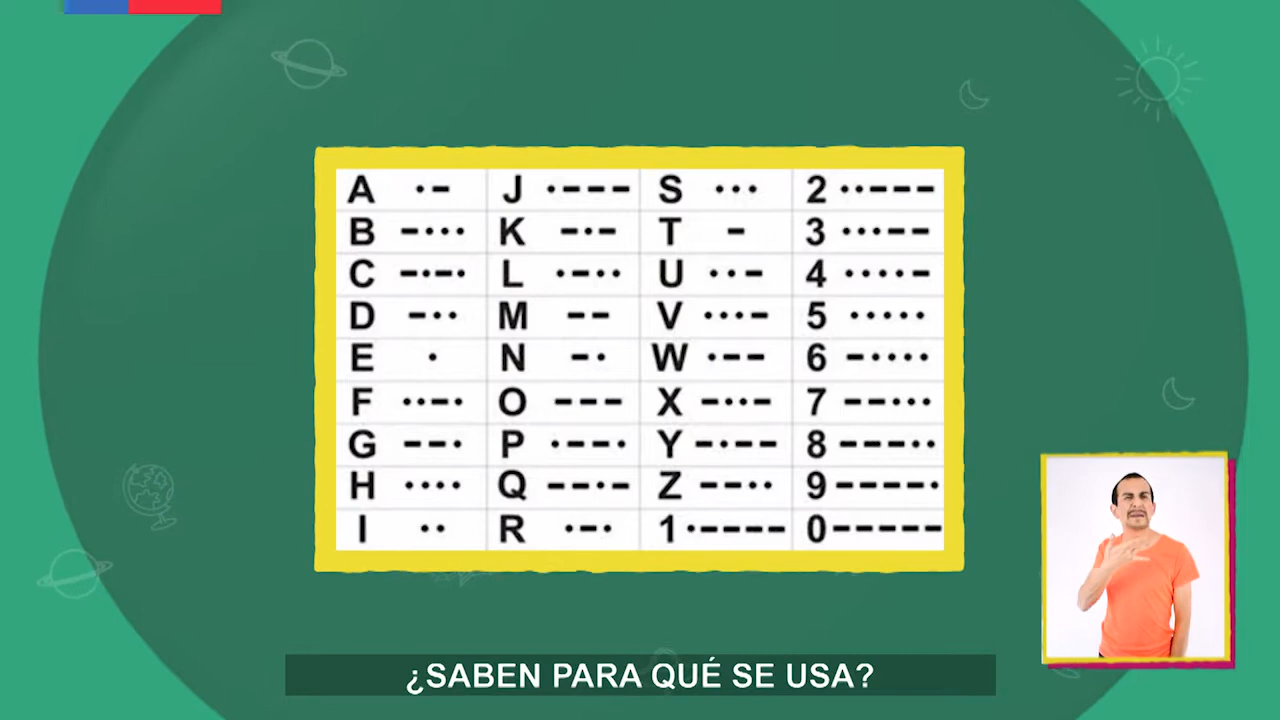 A ·– J ·––– S ··· 2 ··–––
B –··· K –·– T – 3 ···––
C –·–· L ·–·· U ··– 4 ····–
D –·· M –– V ···– 5 ·····
E · N –· W ·–– 6 –····
F ··–· O ––– X –··– 7 ––···
G ––· P ·––· Y –·–– 8 –––··
H ···· Q ––·– Z ––·· 9 ––––·
I ·· R ·–· 1 ·–––– 0 –––––
¿SABEN PARA QUÉ SE USA?